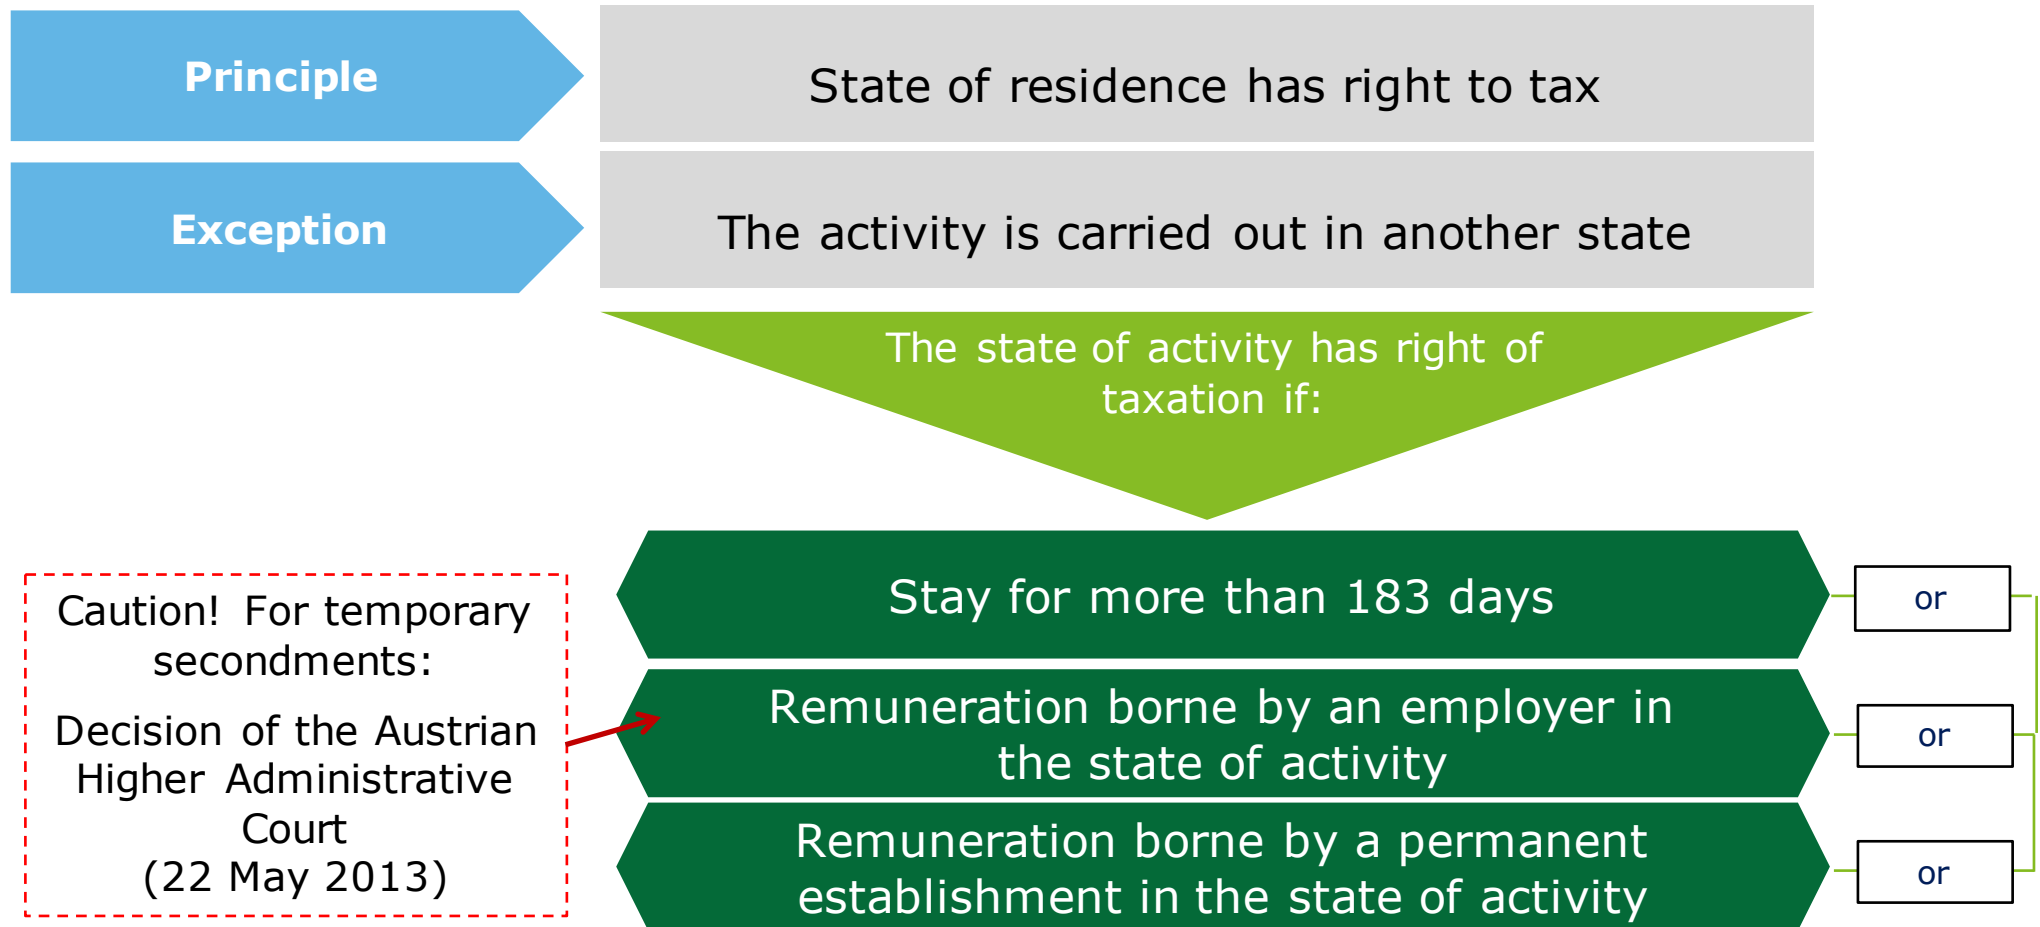 Principle
State of residence has right to tax
Exception
The activity is carried out in another state
The state of activity has right of
taxation if:
Stay for more than 183 days
or
Caution! For temporary
secondments:
Decision of the Austrian
Higher Administrative
Court
(22 May 2013)
Remuneration borne by an employer in
the state of activity
or
Remuneration borne by a permanent
establishment in the state of activity
or